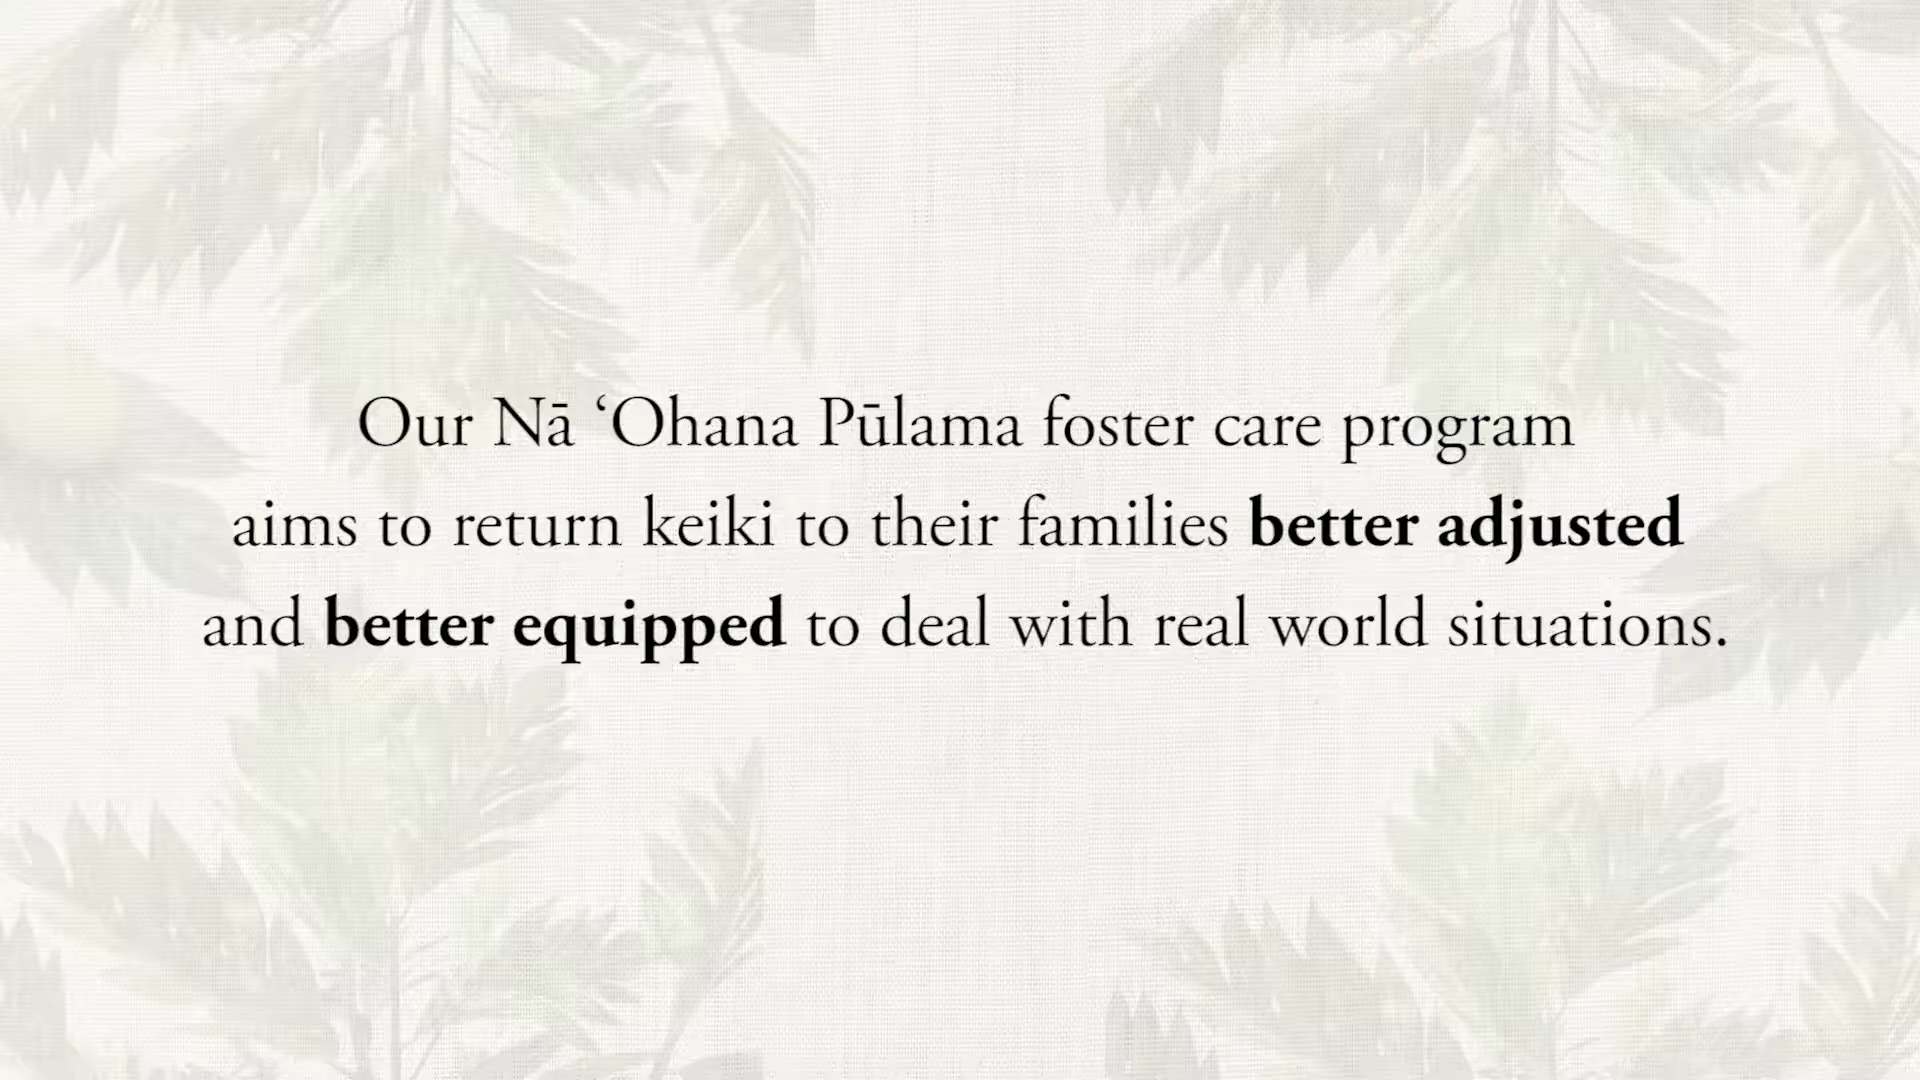 Our Nā ʻOhana Pūlama foster care program
aims to return keiki to their families better adjusted
and better equipped to deal with real world situations.